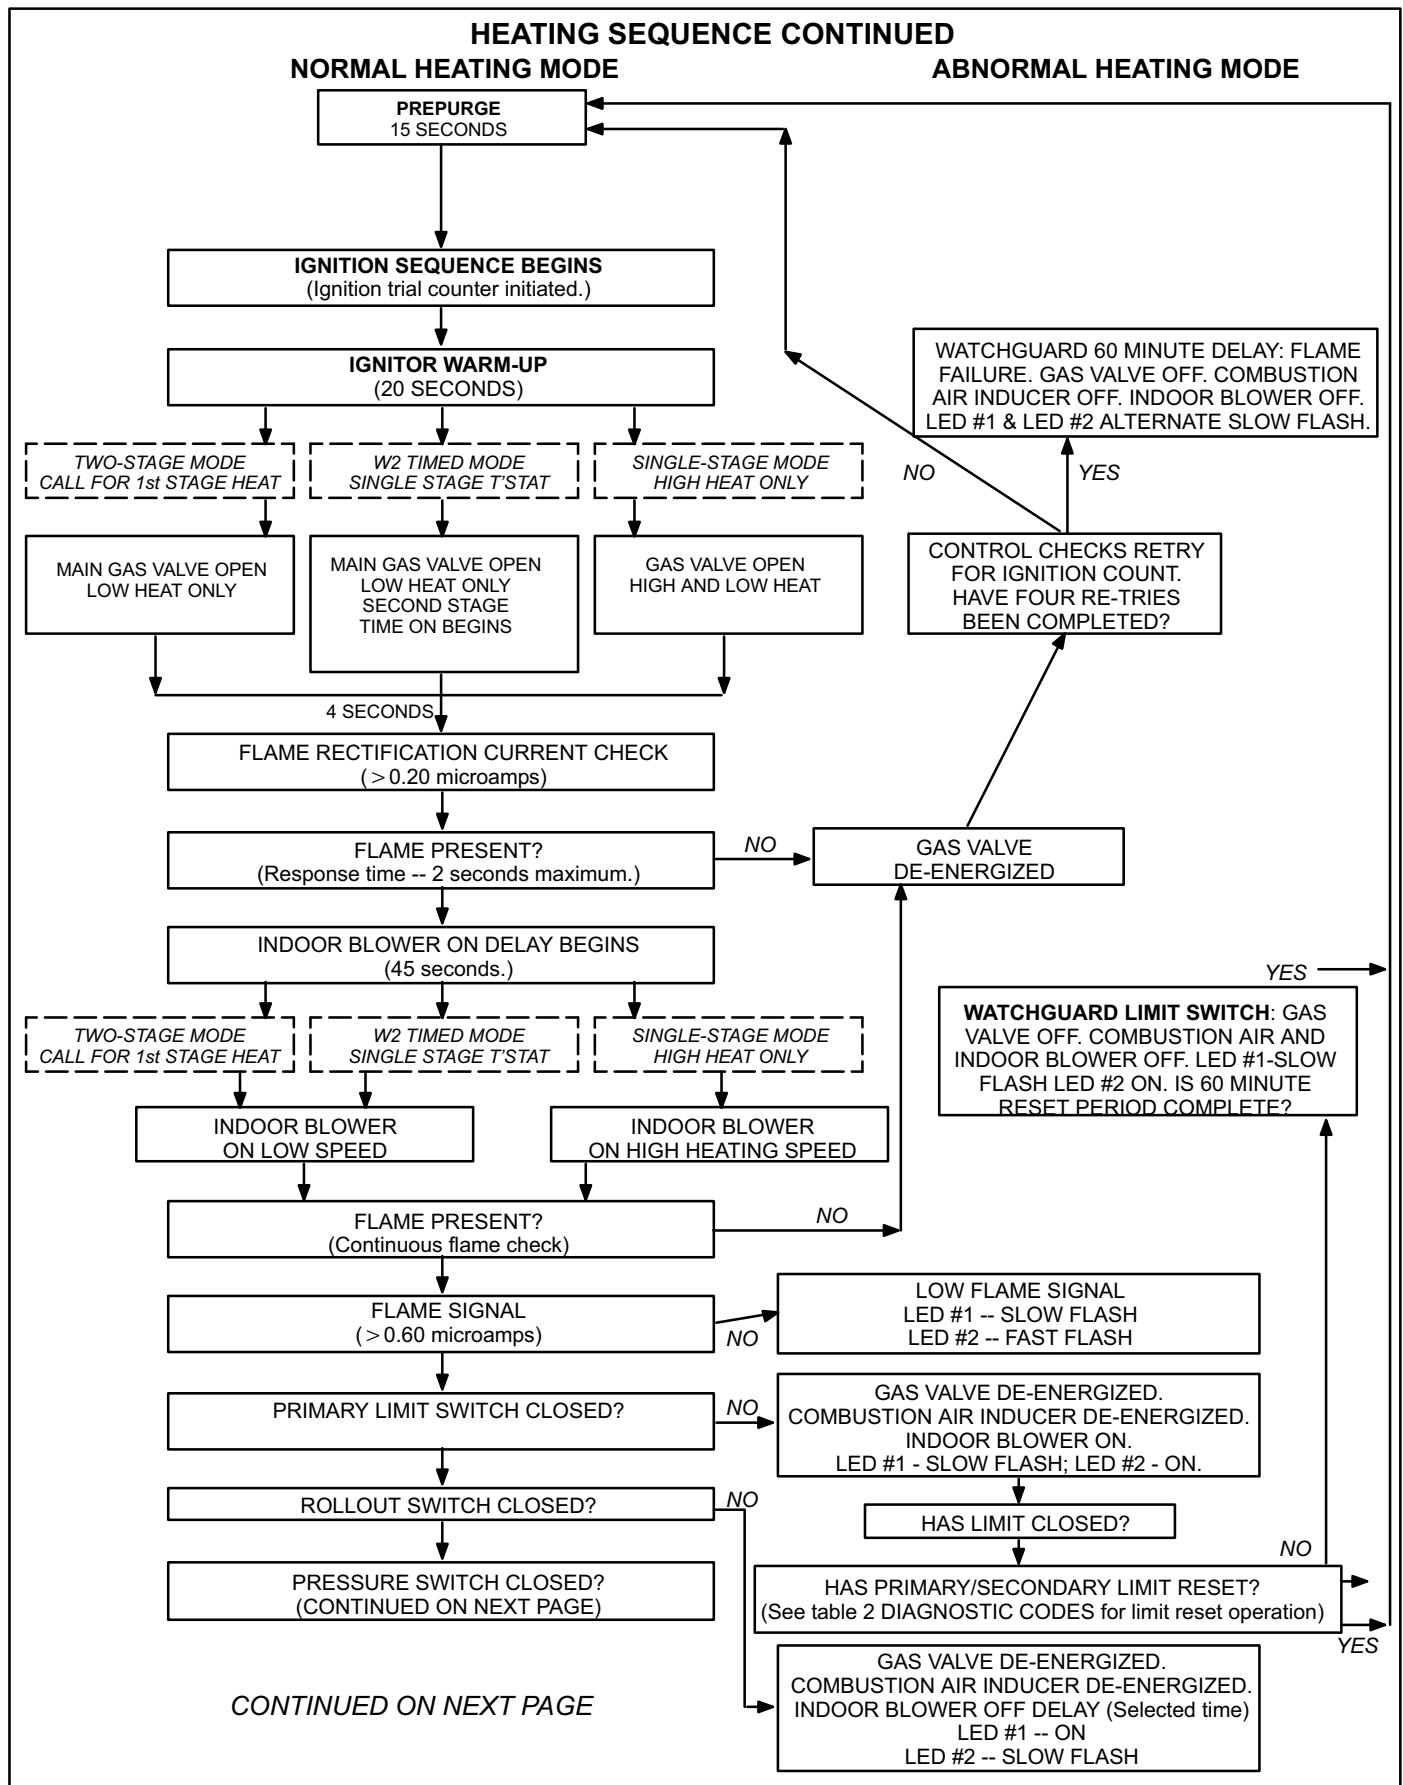 HEATING SEQUENCE CONTINUED
NORMAL HEATING MODE
ABNORMAL HEATING MODE
PREPURGE
15 SECONDS
IGNITION SEQUENCE BEGINS
(Ignition trial counter initiated.)
IGNITOR WARM-UP
(20 SECONDS)
WATCHGUARD 60 MINUTE DELAY: FLAME
FAILURE. GAS VALVE OFF. COMBUSTION
AIR INDUCER OFF. INDOOR BLOWER OFF.
LED #1 & LED #2 ALTERNATE SLOW FLASH.
NO
YES
TWO-STAGE MODE
CALL FOR 1st STAGE HEAT
W2 TIMED MODE
SINGLE STAGE T'STAT
SINGLE-STAGE MODE
HIGH HEAT ONLY
MAIN GAS VALVE OPEN
LOW HEAT ONLY
MAIN GAS VALVE OPEN
LOW HEAT ONLY
SECOND STAGE
TIME ON BEGINS
GAS VALVE OPEN
HIGH AND LOW HEAT
CONTROL CHECKS RETRY
FOR IGNITION COUNT.
HAVE FOUR RE-TRIES
BEEN COMPLETED?
4 SECONDS
FLAME RECTIFICATION CURRENT CHECK
(>0.20 microamps)
FLAME PRESENT?
(Response time -- 2 seconds maximum.)
NO
GAS VALVE
DE-ENERGIZED
INDOOR BLOWER ON DELAY BEGINS
(45 seconds.)
YES
TWO-STAGE MODE
CALL FOR 1st STAGE HEAT
W2 TIMED MODE
SINGLE STAGE T'STAT
SINGLE-STAGE MODE
HIGH HEAT ONLY
WATCHGUARD LIMIT SWITCH: GAS
VALVE OFF. COMBUSTION AIR AND
INDOOR BLOWER OFF. LED #1-SLOW
FLASH LED #2 ON. IS 60 MINUTE
RESET PERIOD COMPLETE?
INDOOR BLOWER
ON LOW SPEED
INDOOR BLOWER
ON HIGH HEATING SPEED
FLAME PRESENT?
(Continuous flame check)
NO
FLAME SIGNAL
(>0.60 microamps)
NO
LOW FLAME SIGNAL
LED #1 -- SLOW FLASH
LED #2 -- FAST FLASH
PRIMARY LIMIT SWITCH CLOSED?
NO
GAS VALVE DE-ENERGIZED.
COMBUSTION AIR INDUCER DE-ENERGIZED.
INDOOR BLOWER ON.
LED #1 - SLOW FLASH; LED #2 - ON.
ROLLOUT SWITCH CLOSED?
NO
HAS LIMIT CLOSED?
NO
PRESSURE SWITCH CLOSED?
(CONTINUED ON NEXT PAGE)
HAS PRIMARY/SECONDARY LIMIT RESET?
(See table 2 DIAGNOSTIC CODES for limit reset operation)
YES
CONTINUED ON NEXT PAGE
GAS VALVE DE-ENERGIZED.
COMBUSTION AIR INDUCER DE-ENERGIZED.
INDOOR BLOWER OFF DELAY (Selected time)
LED #1 -- ON
LED #2 -- SLOW FLASH